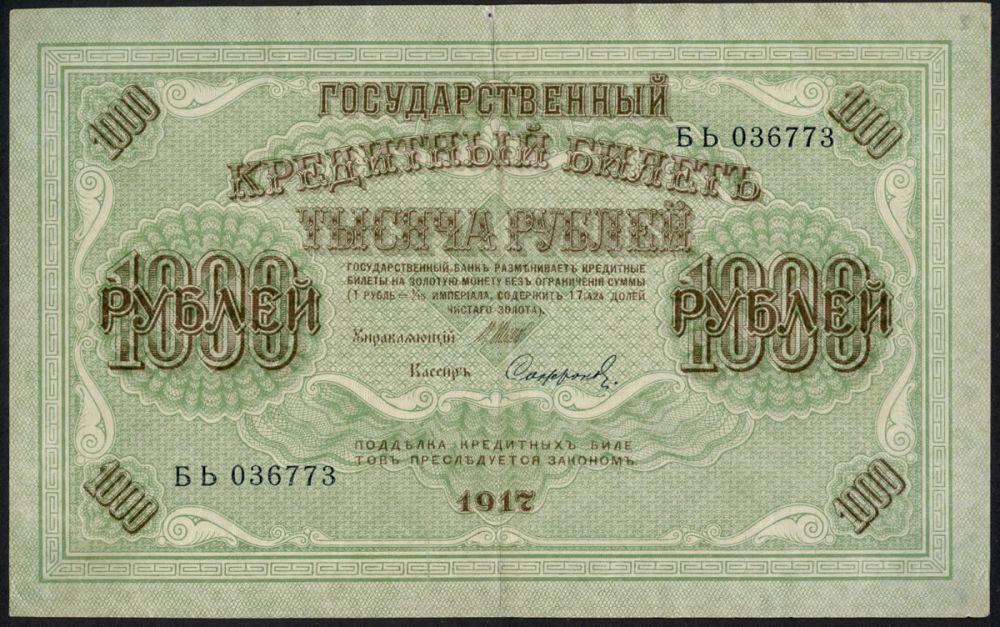 1000
ГОСУДАРСТВЕННЫЙ
1000
БЬ 036773
КРЕДИТНЫЙ БИЛЕТЪ
ТЫСЯЧА РУБЛЕЙ
ГОСУДАРСТВЕННЫЙ БАНКЪ РАЗМѢНИВАЕТЪ КРЕДИТНЫЕ
БИЛЕТЫ НА ЗОЛОТУЮ МОНЕТУ БЕЗЪ ОГРАНИЧЕНІЯ СУММЫ
(1 РУБЛЬ = 1/15 ИМПЕРІАЛА, СОДЕРЖИТЪ 17,424 ДОЛЕЙ
ЧИСТАГО ЗОЛОТА).
1000 РУБЛЕЙ
1000 РУБЛЕЙ
Управляющій
Кассиръ Софроновъ.
ПОДДѢЛКА КРЕДИТНЫХЪ БИЛЕ
ТОВЪ ПРЕСЛѢДУЕТСЯ ЗАКОНОМЪ.
БЬ 036773
1000
1917
1000